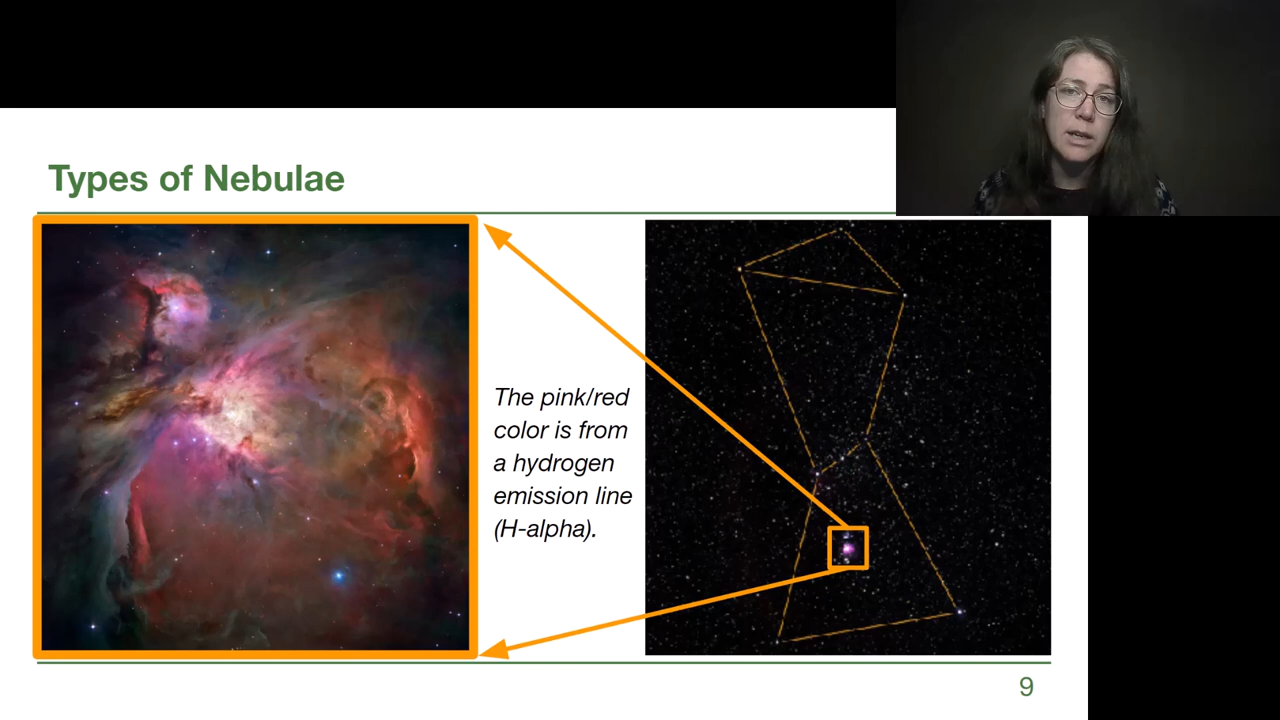 Types of Nebulae
The pink/red
color is from
a hydrogen
emission line
(H-alpha).
9